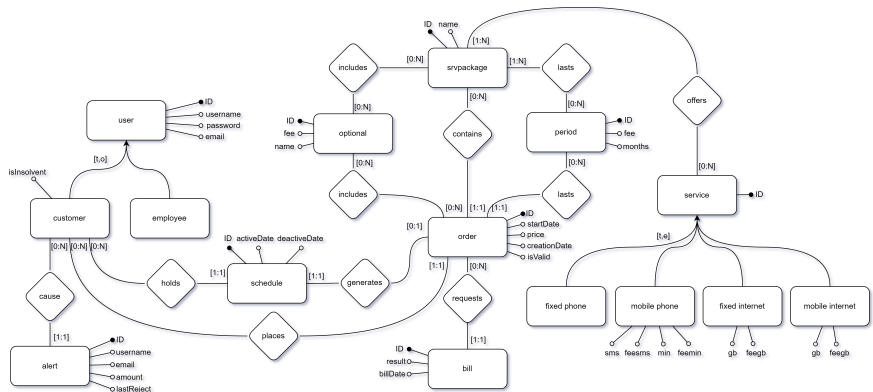 ID name
[1:N]
includes
[0:N]
srvpackage
[1:N]
lasts
[0:N]
offers
ID
username
password
email
user
[0:N]
ID
fee
name
optional
contains
[0:N]
period
ID
fee
months
[t,o]
[0:N]
[0:N]
[0:N]
isInsolvent
includes
lasts
service
ID
customer
employee
[0:N]
[1:1]
[1:1]
ID
startDate
price
creationDate
isValid
[0:1]
order
[t,e]
[0:N]
[0:N]
[0:N]
ID activeDate deactiveDate
[1:1]
[0:N]
holds
[1:1]
schedule
[1:1]
generates
cause
requests
fixed phone
mobile phone
fixed internet
mobile internet
places
[1:1]
[1:1]
sms feesms min feemin
gb feegb
gb feegb
alert
ID
username
email
amount
lastReject
ID
result
billDate
bill